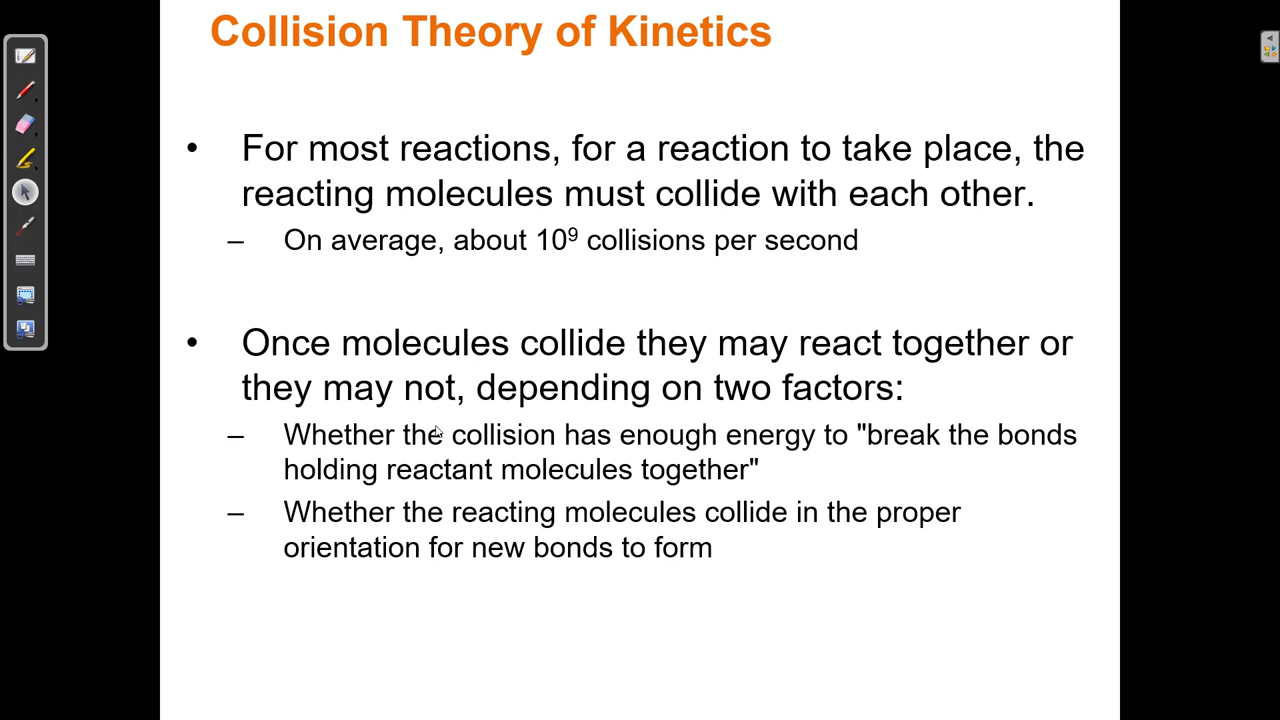 Collision Theory of Kinetics
• For most reactions, for a reaction to take place, the
reacting molecules must collide with each other.
– On average, about 10⁹ collisions per second
• Once molecules collide they may react together or
they may not, depending on two factors:
– Whether the collision has enough energy to "break the bonds
holding reactant molecules together"
– Whether the reacting molecules collide in the proper
orientation for new bonds to form